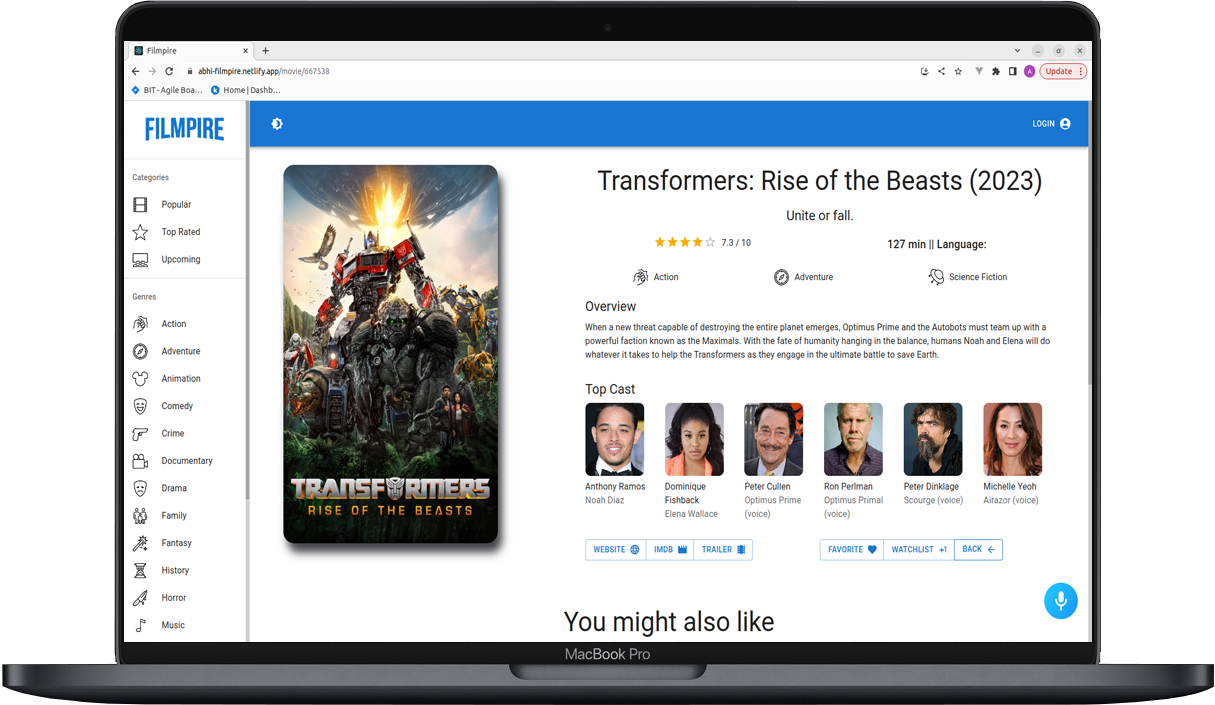 Filmpire
abhi-filmpire.netlify.app/movie/667538
A
Update
BIT - Agile Boa...
Home | Dashb...
FILMPIRE
LOGIN
Categories
Popular
Top Rated
Upcoming
Genres
Action
Adventure
Animation
Comedy
Crime
Documentary
Drama
Family
Fantasy
History
Horror
Music
TRANSFORMERS
RISE OF THE BEASTS
Transformers: Rise of the Beasts (2023)
Unite or fall.
7.3 / 10
127 min || Language:
Action
Adventure
Science Fiction
Overview
When a new threat capable of destroying the entire planet emerges, Optimus Prime and the Autobots must team up with a
powerful faction known as the Maximals. With the fate of humanity hanging in the balance, humans Noah and Elena will do
whatever it takes to help the Transformers as they engage in the ultimate battle to save Earth.
Top Cast
Anthony Ramos
Noah Diaz
Dominique
Fishback
Elena Wallace
Peter Cullen
Optimus Prime
(voice)
Ron Perlman
Optimus Primal
(voice)
Peter Dinklage
Scourge (voice)
Michelle Yeoh
Airazor (voice)
WEBSITE
IMDB
TRAILER
FAVORITE
WATCHLIST +1
BACK
You might also like
MacBook Pro